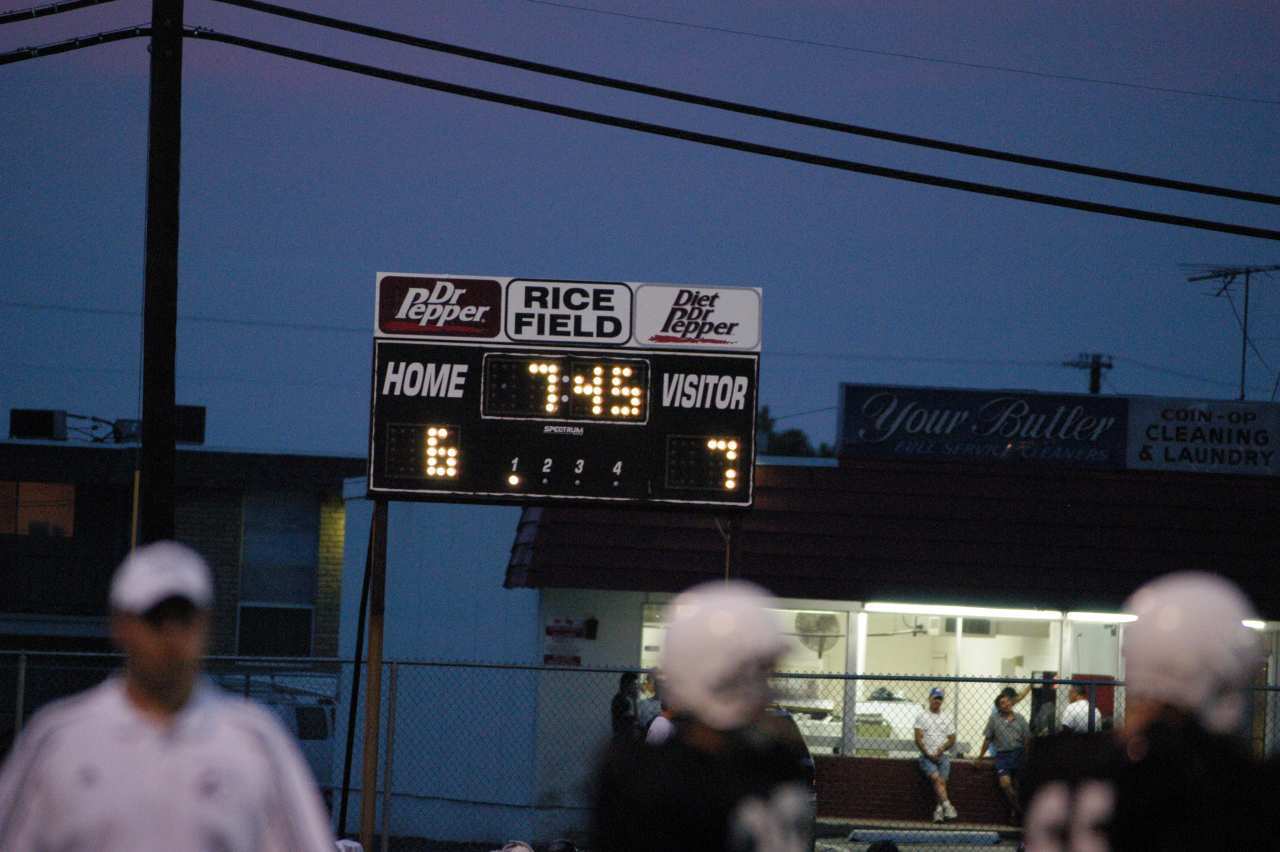 Dr Pepper
RICE FIELD
Diet Dr Pepper
HOME
7:45
VISITOR
6
SPECTRUM
7
1 2 3 4
Your Butler
FULL SERVICE CLEANERS
COIN-OP
CLEANING
& LAUNDRY